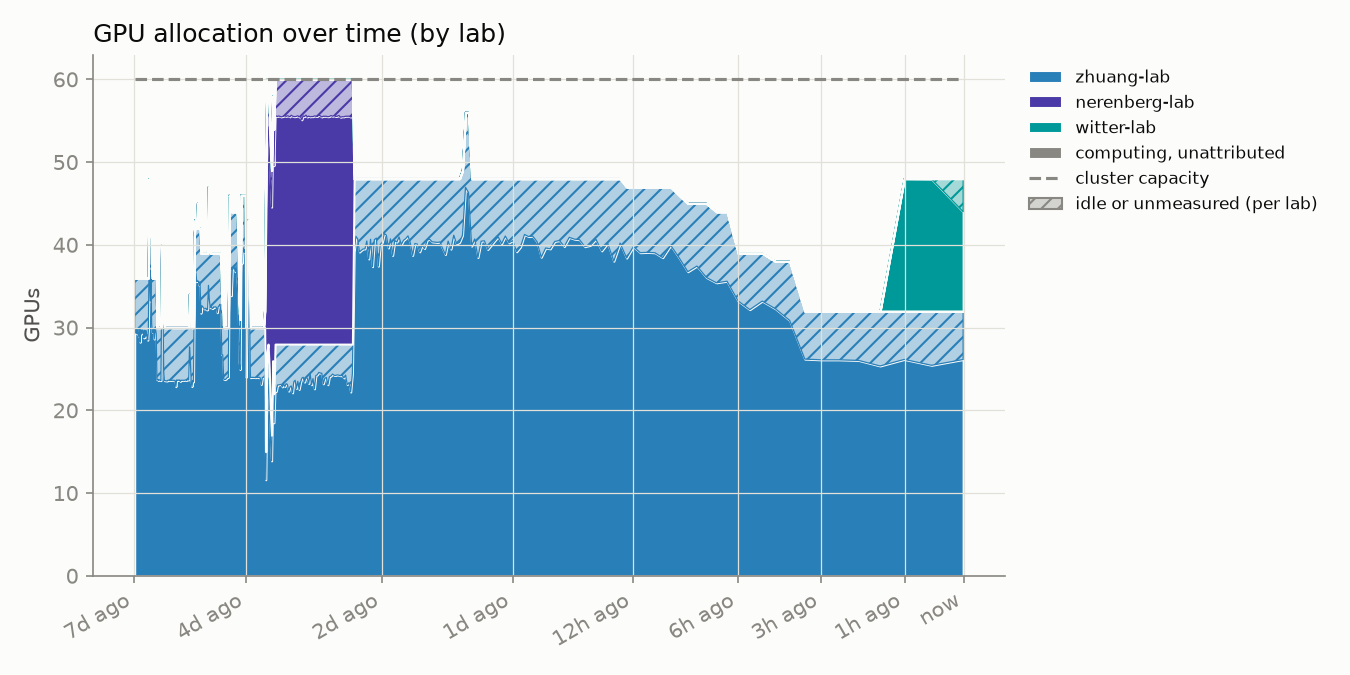 GPU allocation over time (by lab)
GPUs
60
50
40
30
20
10
0
7d ago
4d ago
2d ago
1d ago
12h ago
6h ago
3h ago
1h ago
now
zhuang-lab
nerenberg-lab
witter-lab
computing, unattributed
cluster capacity
idle or unmeasured (per lab)